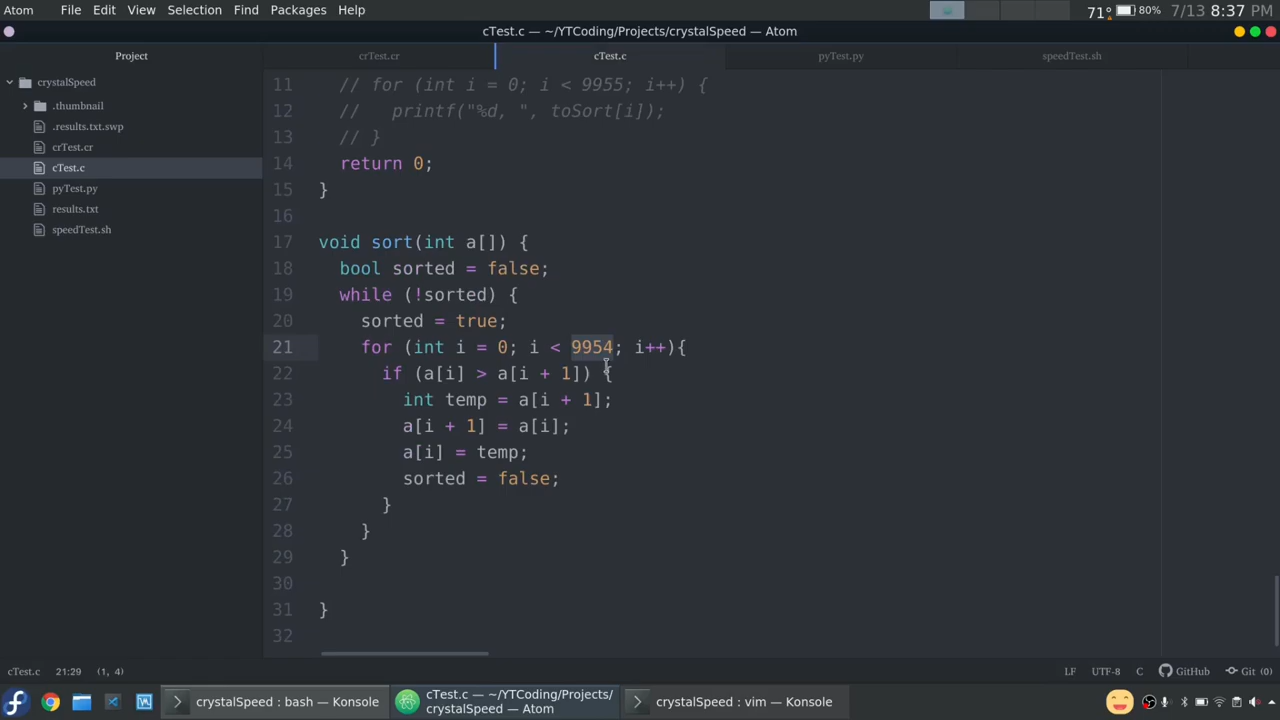 Atom File Edit View Selection Find Packages Help 71° 80% 7/13 8:37 PM
cTest.c — ~/YTCoding/Projects/crystalSpeed — Atom
Project crTest.cr cTest.c pyTest.py speedTest.sh
crystalSpeed
.thumbnail
.results.txt.swp
crTest.cr
cTest.c
pyTest.py
results.txt
speedTest.sh
11 // for (int i = 0; i < 9955; i++) {
12 //   printf("%d, ", toSort[i]);
13 // }
14 return 0;
15 }
16
17 void sort(int a[]) {
18 bool sorted = false;
19 while (!sorted) {
20 sorted = true;
21 for (int i = 0; i < 9954; i++){
22 if (a[i] > a[i + 1]) {
23 int temp = a[i + 1];
24 a[i + 1] = a[i];
25 a[i] = temp;
26 sorted = false;
27 }
28 }
29 }
30
31 }
32
cTest.c 21:29 (1, 4) LF UTF-8 C GitHub Git (0)
crystalSpeed : bash — Konsole
cTest.c — ~/YTCoding/Projects/
crystalSpeed — Atom
crystalSpeed : vim — Konsole